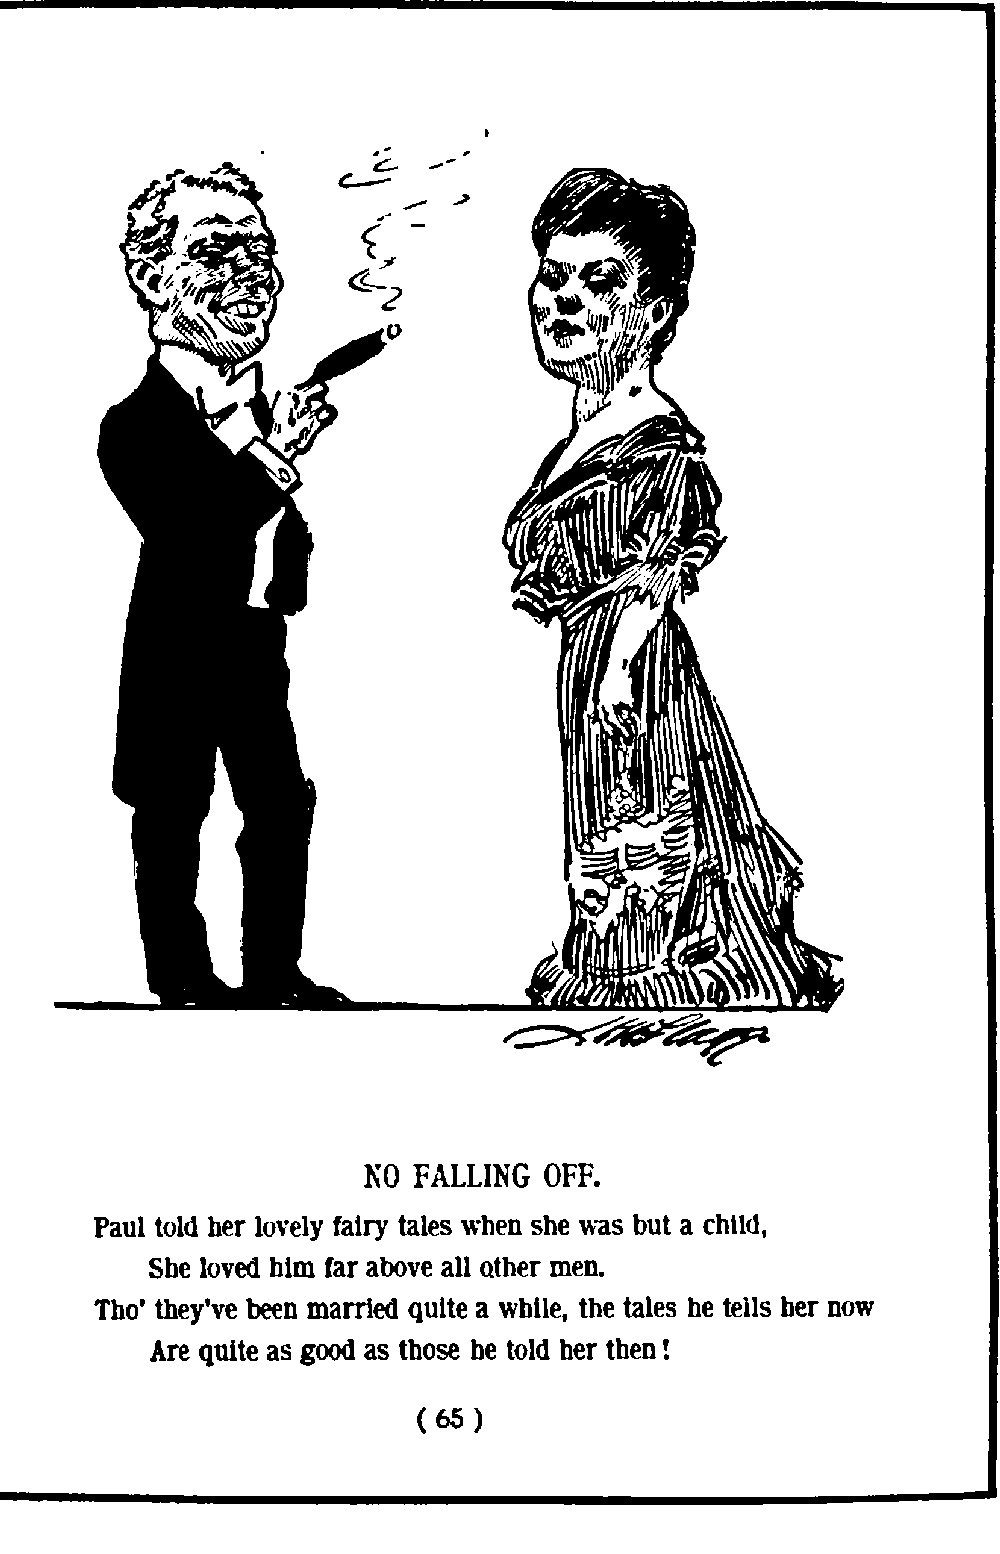 NO FALLING OFF.
Paul told her lovely fairy tales when she was but a child,
She loved him far above all other men.
Tho' they've been married quite a while, the tales he tells her now
Are quite as good as those he told her then!
( 65 )